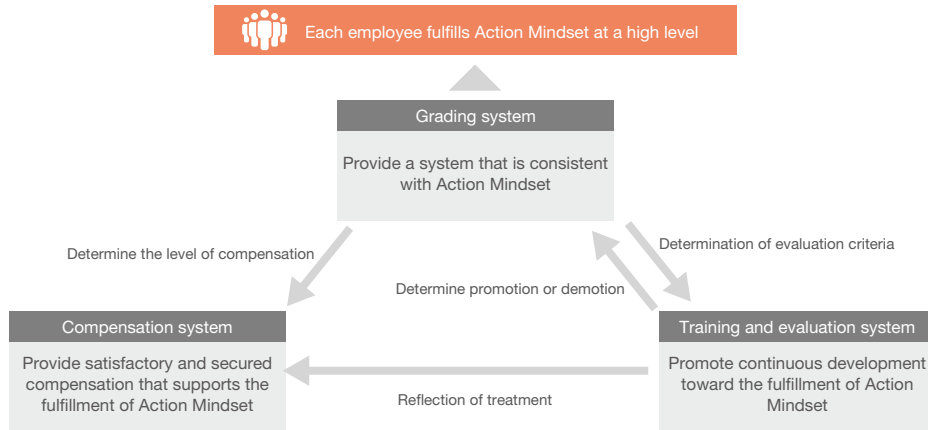 Each employee fulfills Action Mindset at a high level
Grading system
Provide a system that is consistent
with Action Mindset
Determine the level of compensation
Determination of evaluation criteria
Determine promotion or demotion
Compensation system
Provide satisfactory and secured
compensation that supports the
fulfillment of Action Mindset
Training and evaluation system
Promote continuous development
toward the fulfillment of Action
Mindset
Reflection of treatment